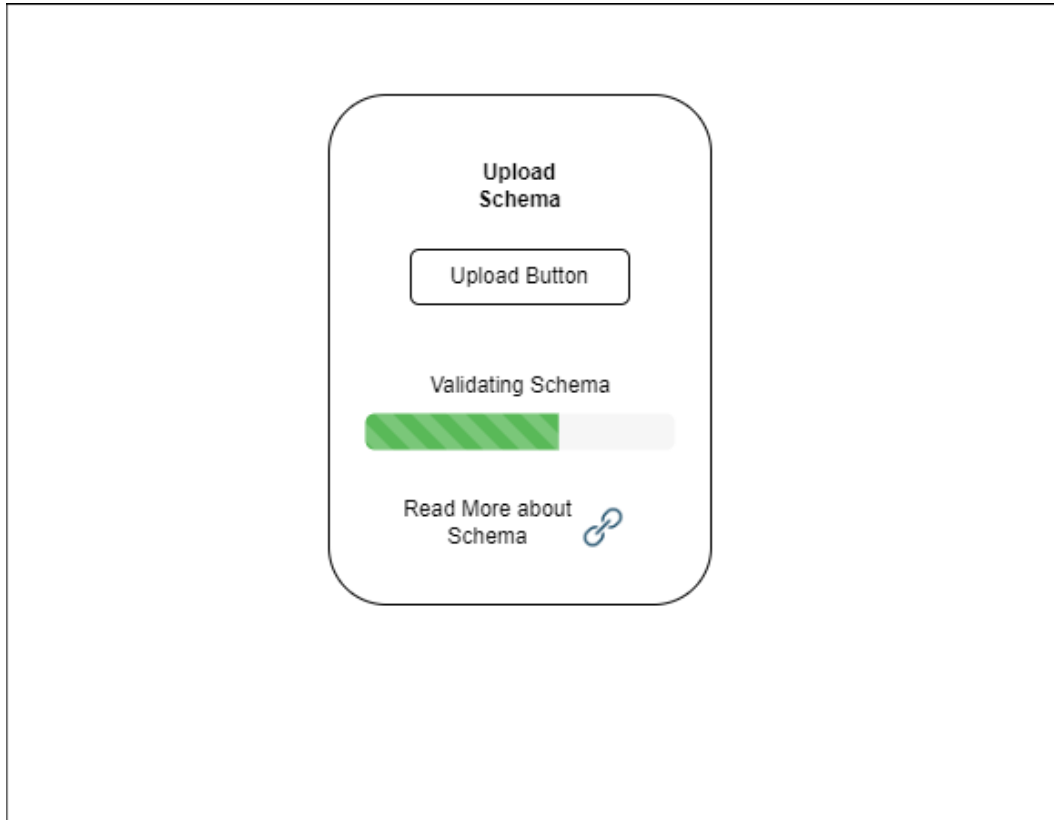 Upload
Schema
Upload Button
Validating Schema
Read More about
Schema